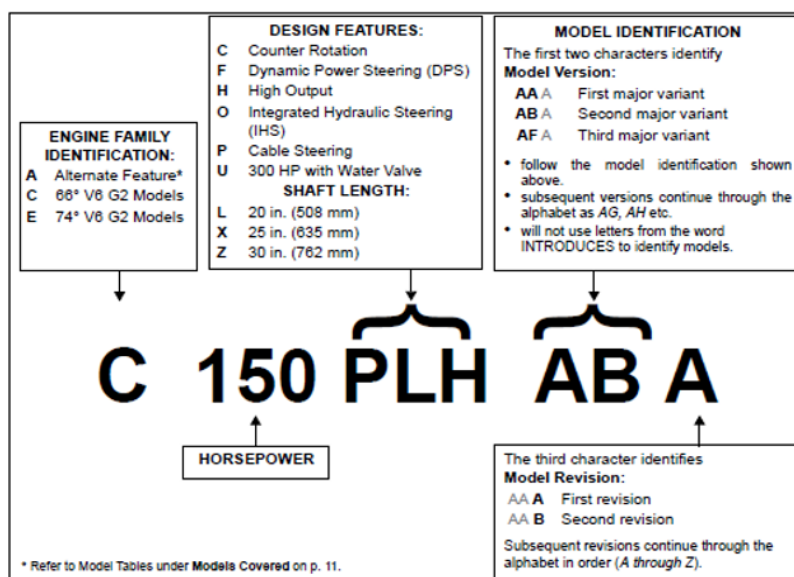 DESIGN FEATURES:
C Counter Rotation
F Dynamic Power Steering (DPS)
H High Output
O Integrated Hydraulic Steering
(IHS)
P Cable Steering
U 300 HP with Water Valve
SHAFT LENGTH:
L 20 in. (508 mm)
X 25 in. (635 mm)
Z 30 in. (762 mm)
MODEL IDENTIFICATION
The first two characters identify
Model Version:
AA A First major variant
AB A Second major variant
AF A Third major variant
• follow the model identification shown
above.
• subsequent versions continue through the
alphabet as AG, AH etc.
• will not use letters from the word
INTRODUCES to identify models.
ENGINE FAMILY
IDENTIFICATION:
A Alternate Feature*
C 66° V6 G2 Models
E 74° V6 G2 Models
C 150 PLH AB A
HORSEPOWER
The third character identifies
Model Revision:
AA A First revision
AA B Second revision
Subsequent revisions continue through the
alphabet in order (A through Z).
* Refer to Model Tables under Models Covered on p. 11.